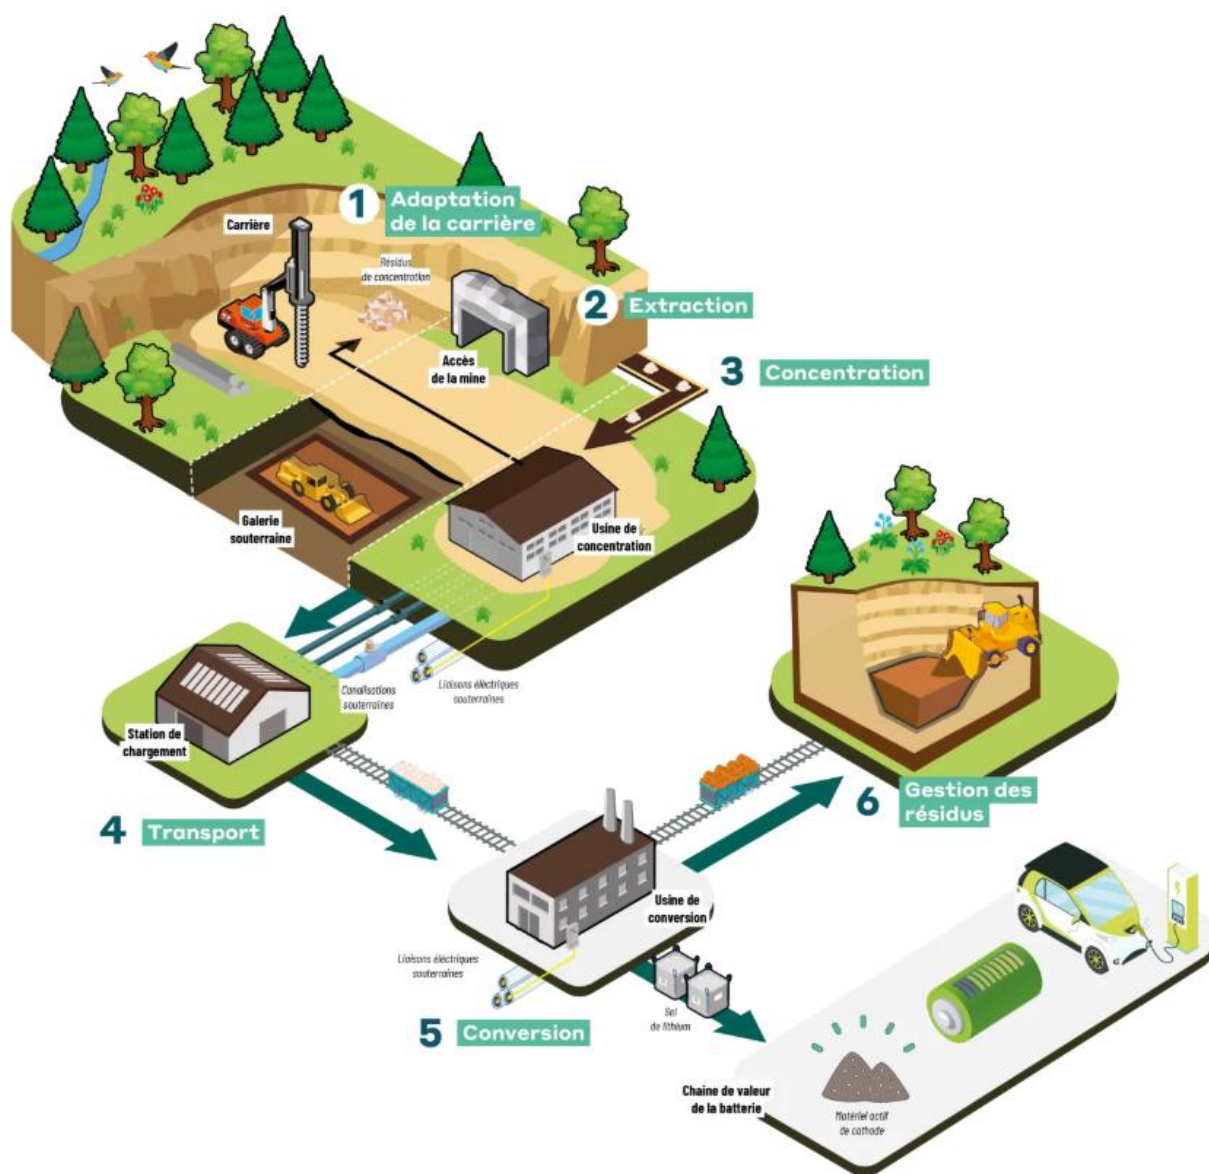 1 Adaptation
de la carrière
Carrière
Résidus
de concentration
2 Extraction
Accès
de la mine
3 Concentration
Galerie
souterraine
Usine de
concentration
Canalisations
souterraines
Liaisons éléctriques
souterraines
Station de
chargement
4 Transport
6 Gestion des
résidus
Usine de
conversion
Liaisons éléctriques
souterraines
5 Conversion
Sel
de lithium
Chaine de valeur
de la batterie
Matériel actif
de cathode